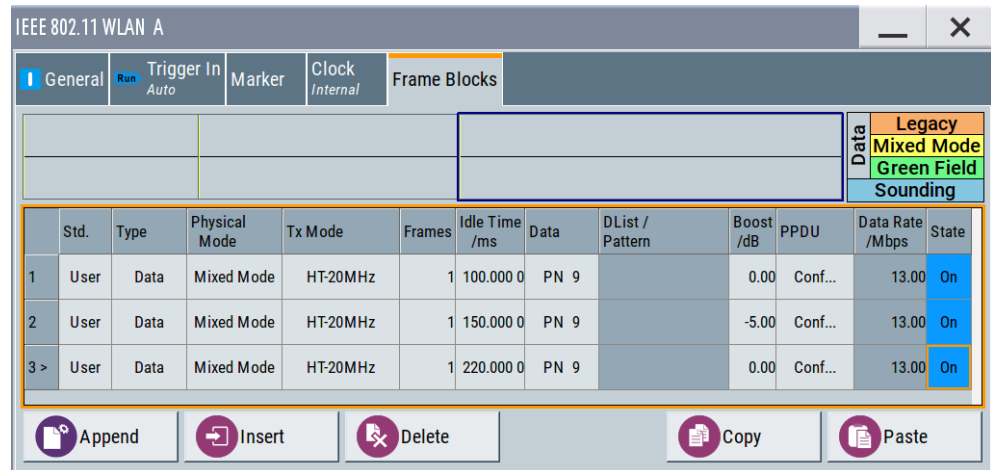 IEEE 802.11 WLAN A
General
Run
Trigger In
Auto
Marker
Clock
Internal
Frame Blocks
Data
Legacy
Mixed Mode
Green Field
Sounding
Std. Type Physical Mode Tx Mode Frames Idle Time /ms Data DList / Pattern Boost /dB PPDU Data Rate /Mbps State
1 User Data Mixed Mode HT-20MHz 1 100.000 0 PN 9 0.00 Conf... 13.00 On
2 User Data Mixed Mode HT-20MHz 1 150.000 0 PN 9 -5.00 Conf... 13.00 On
3 > User Data Mixed Mode HT-20MHz 1 220.000 0 PN 9 0.00 Conf... 13.00 On
Append Insert Delete Copy Paste